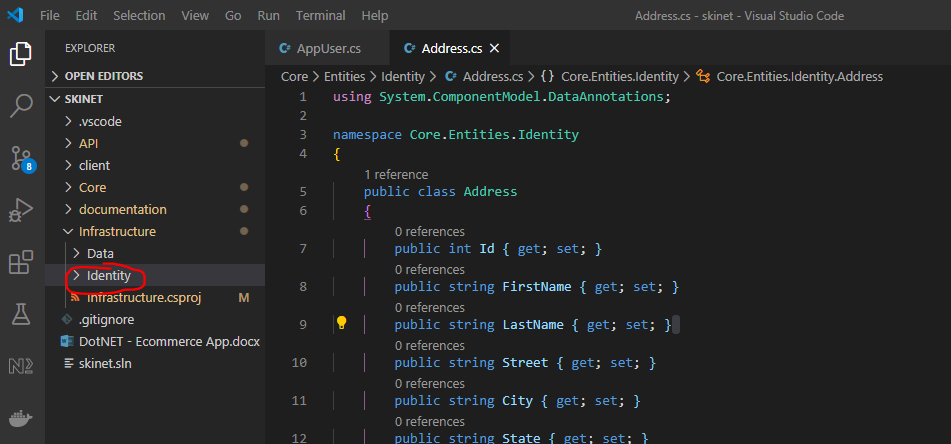 File Edit Selection View Go Run Terminal Help Address.cs - skinet - Visual Studio Code
EXPLORER
OPEN EDITORS
SKINET
.vscode
API
client
Core
documentation
Infrastructure
Data
Identity
Infrastructure.csproj M
.gitignore
DotNET - Ecommerce App.docx
skinet.sln
8
AppUser.cs Address.cs
Core > Entities > Identity > Address.cs > {} Core.Entities.Identity > Core.Entities.Identity.Address
1 using System.ComponentModel.DataAnnotations;
2
3 namespace Core.Entities.Identity
4 {
1 reference
5 public class Address
6 {
0 references
7 public int Id { get; set; }
0 references
8 public string FirstName { get; set; }
0 references
9 public string LastName { get; set; }
0 references
10 public string Street { get; set; }
0 references
11 public string City { get; set; }
0 references
12 public string State { get; set; }